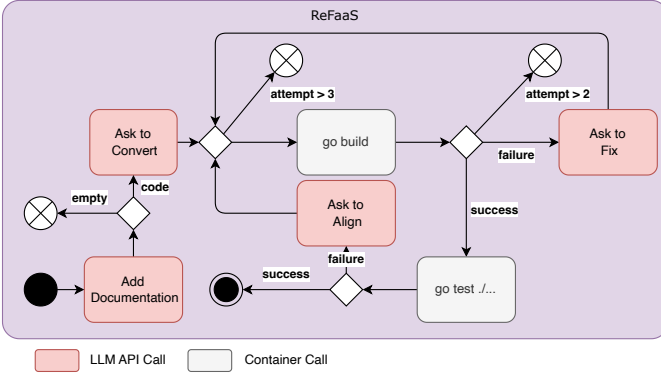 ReFaaS
attempt > 3
attempt > 2
Ask to
Convert
go build
Ask to
Fix
failure
code
empty
Ask to
Align
success
failure
success
Add
Documentation
go test ./...
LLM API Call
Container Call